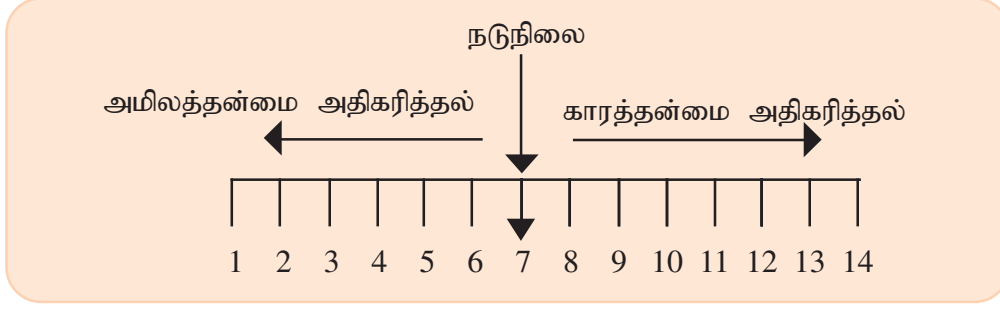 நடுநிலை
அமிலத்தன்மை அதிகரித்தல்
காரத்தன்மை அதிகரித்தல்
1 2 3 4 5 6 7 8 9 10 11 12 13 14